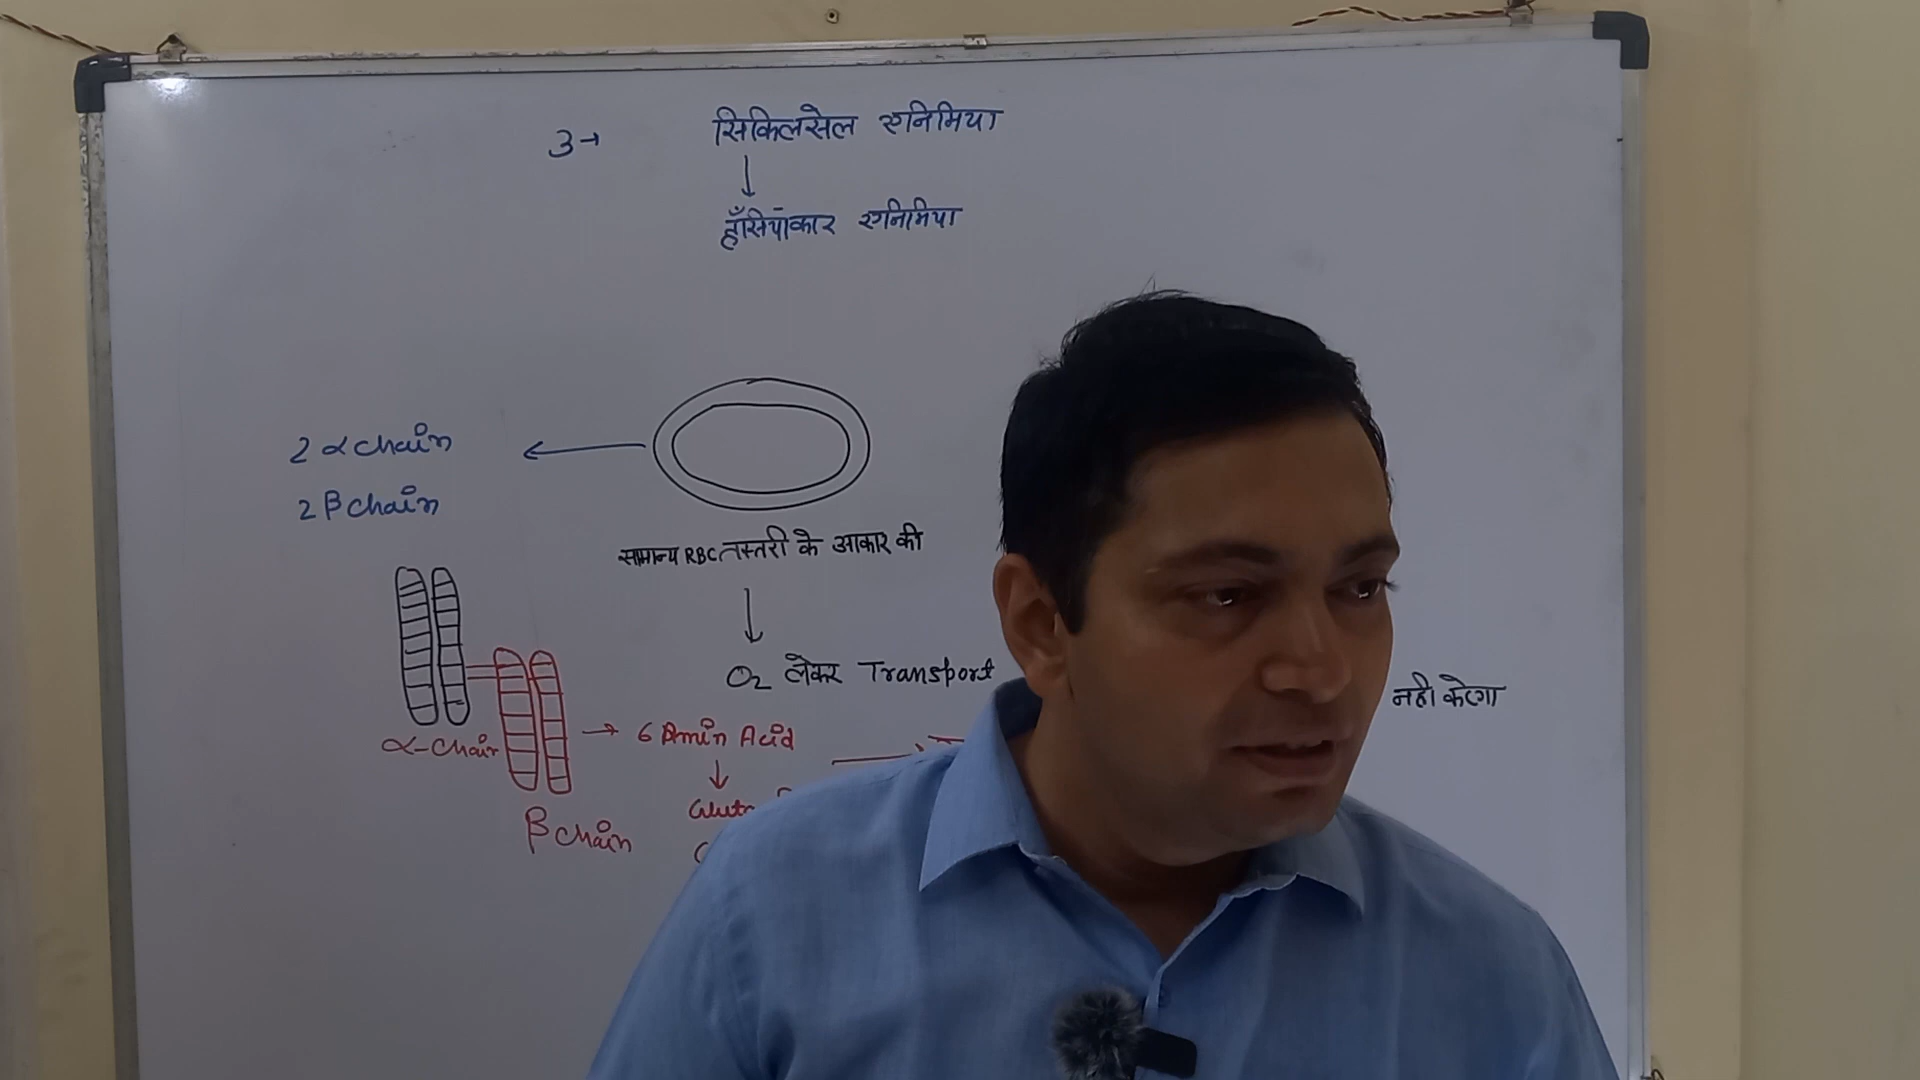 3→ सिकिलसेल एनिमिया
↓
हँसियांकार एनिमिया
2 α chain ←
2 β chain
सामान्य RBC तस्तरी के आकार की
↓
O2 लेकर Transport
नही करेगा
α-chain
→ 6 Amin Acid →
↓
β chain